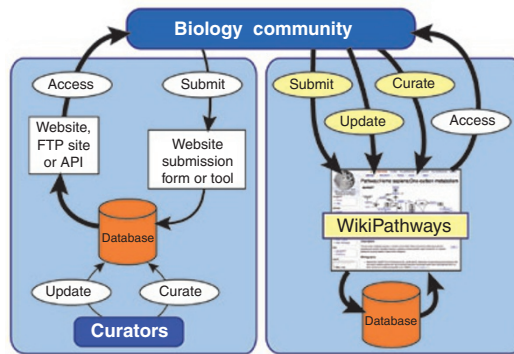 Biology community
Access
Submit
Website,
FTP site
or API
Website
submission
form or tool
Database
Update
Curate
Curators
Submit
Update
Curate
Access
WikiPathways
Database